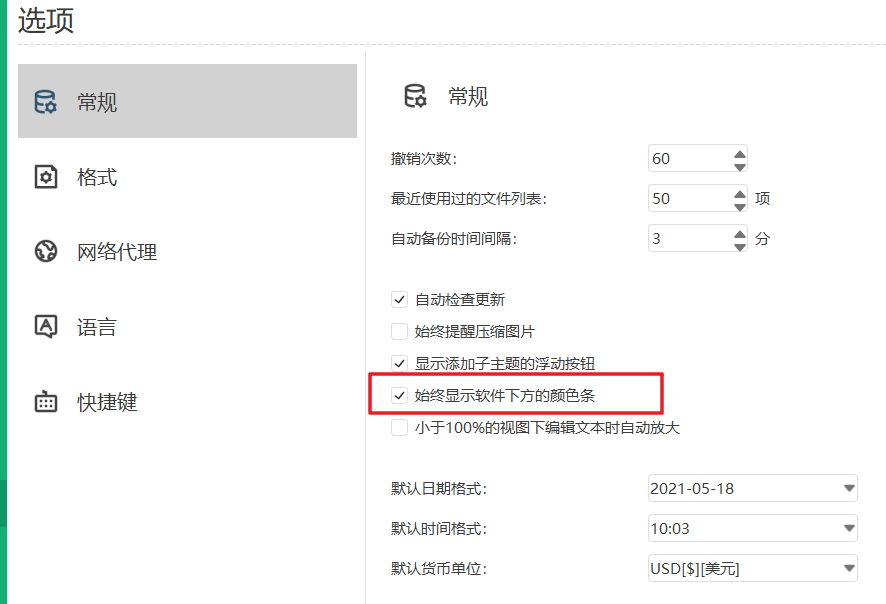 选项
常规
格式
网络代理
语言
快捷键
常规
撤销次数： 60
最近使用过的文件列表： 50 项
自动备份时间间隔： 3 分
自动检查更新
始终提醒压缩图片
显示添加子主题的浮动按钮
始终显示软件下方的颜色条
小于100%的视图下编辑文本时自动放大
默认日期格式： 2021-05-18
默认时间格式： 10:03
默认货币单位： USD[$][美元]